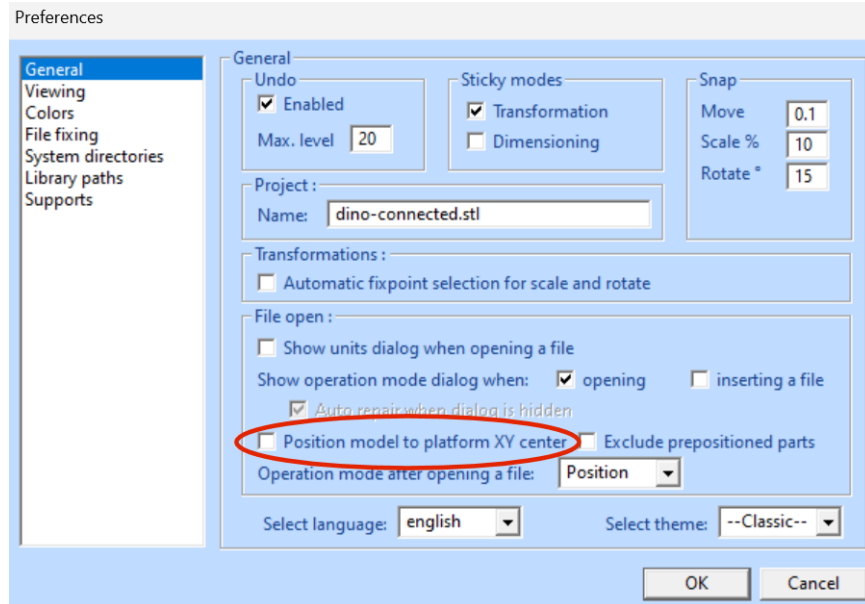 Preferences
General
Viewing
Colors
File fixing
System directories
Library paths
Supports
General
Undo
Enabled
Max. level 20
Sticky modes
Transformation
Dimensioning
Snap
Move 0.1
Scale % 10
Rotate ° 15
Project :
Name: dino-connected.stl
Transformations :
Automatic fixpoint selection for scale and rotate
File open :
Show units dialog when opening a file
Show operation mode dialog when: opening inserting a file
Auto repair when dialog is hidden
Position model to platform XY center Exclude prepositioned parts
Operation mode after opening a file: Position
Select language: english Select theme: --Classic--
OK Cancel